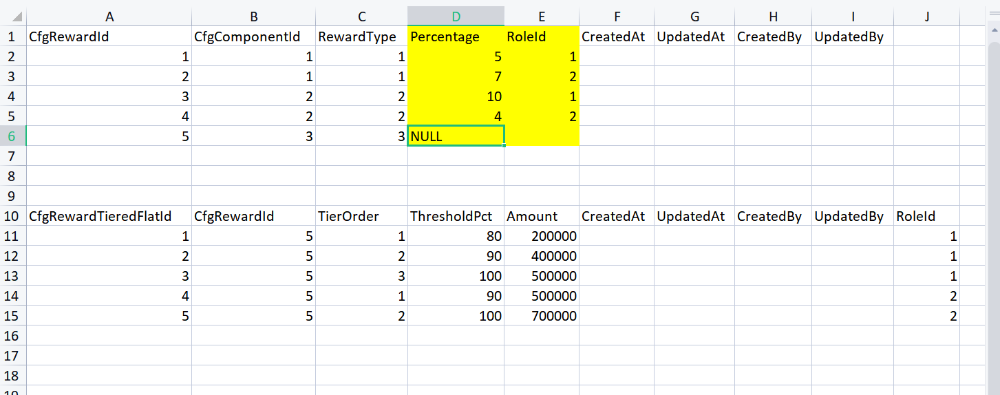 A B C D E F G H I J
1 CfgRewardId CfgComponentId RewardType Percentage RoleId CreatedAt UpdatedAt CreatedBy UpdatedBy
2 1 1 1 5 1
3 2 1 1 7 2
4 3 2 2 10 1
5 4 2 2 4 2
6 5 3 3 NULL
7
8
9
10 CfgRewardTieredFlatId CfgRewardId TierOrder ThresholdPct Amount CreatedAt UpdatedAt CreatedBy UpdatedBy RoleId
11 1 5 1 80 200000 1
12 2 5 2 90 400000 1
13 3 5 3 100 500000 1
14 4 5 1 90 500000 2
15 5 5 2 100 700000 2
16
17
18